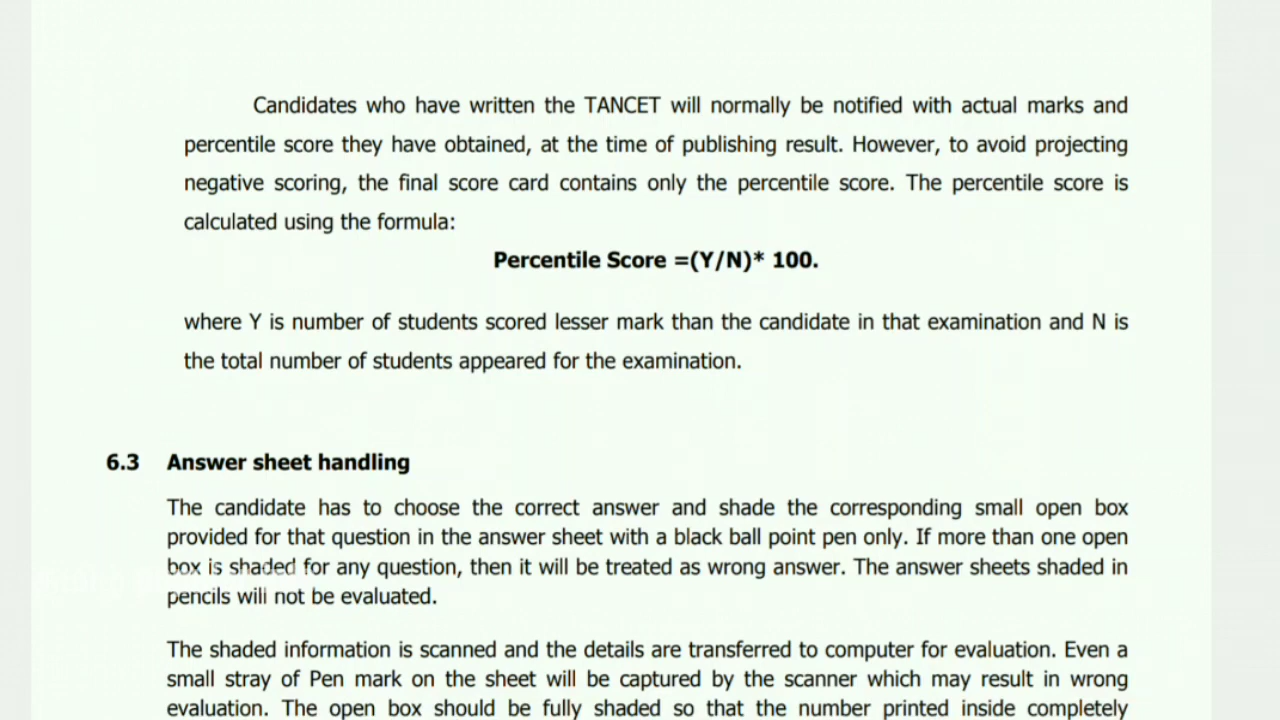 Candidates who have written the TANCET will normally be notified with actual marks and
percentile score they have obtained, at the time of publishing result. However, to avoid projecting
negative scoring, the final score card contains only the percentile score. The percentile score is
calculated using the formula:
Percentile Score =(Y/N)* 100.
where Y is number of students scored lesser mark than the candidate in that examination and N is
the total number of students appeared for the examination.
6.3 Answer sheet handling
The candidate has to choose the correct answer and shade the corresponding small open box
provided for that question in the answer sheet with a black ball point pen only. If more than one open
box is shaded for any question, then it will be treated as wrong answer. The answer sheets shaded in
pencils will not be evaluated.
The shaded information is scanned and the details are transferred to computer for evaluation. Even a
small stray of Pen mark on the sheet will be captured by the scanner which may result in wrong
evaluation. The open box should be fully shaded so that the number printed inside completely